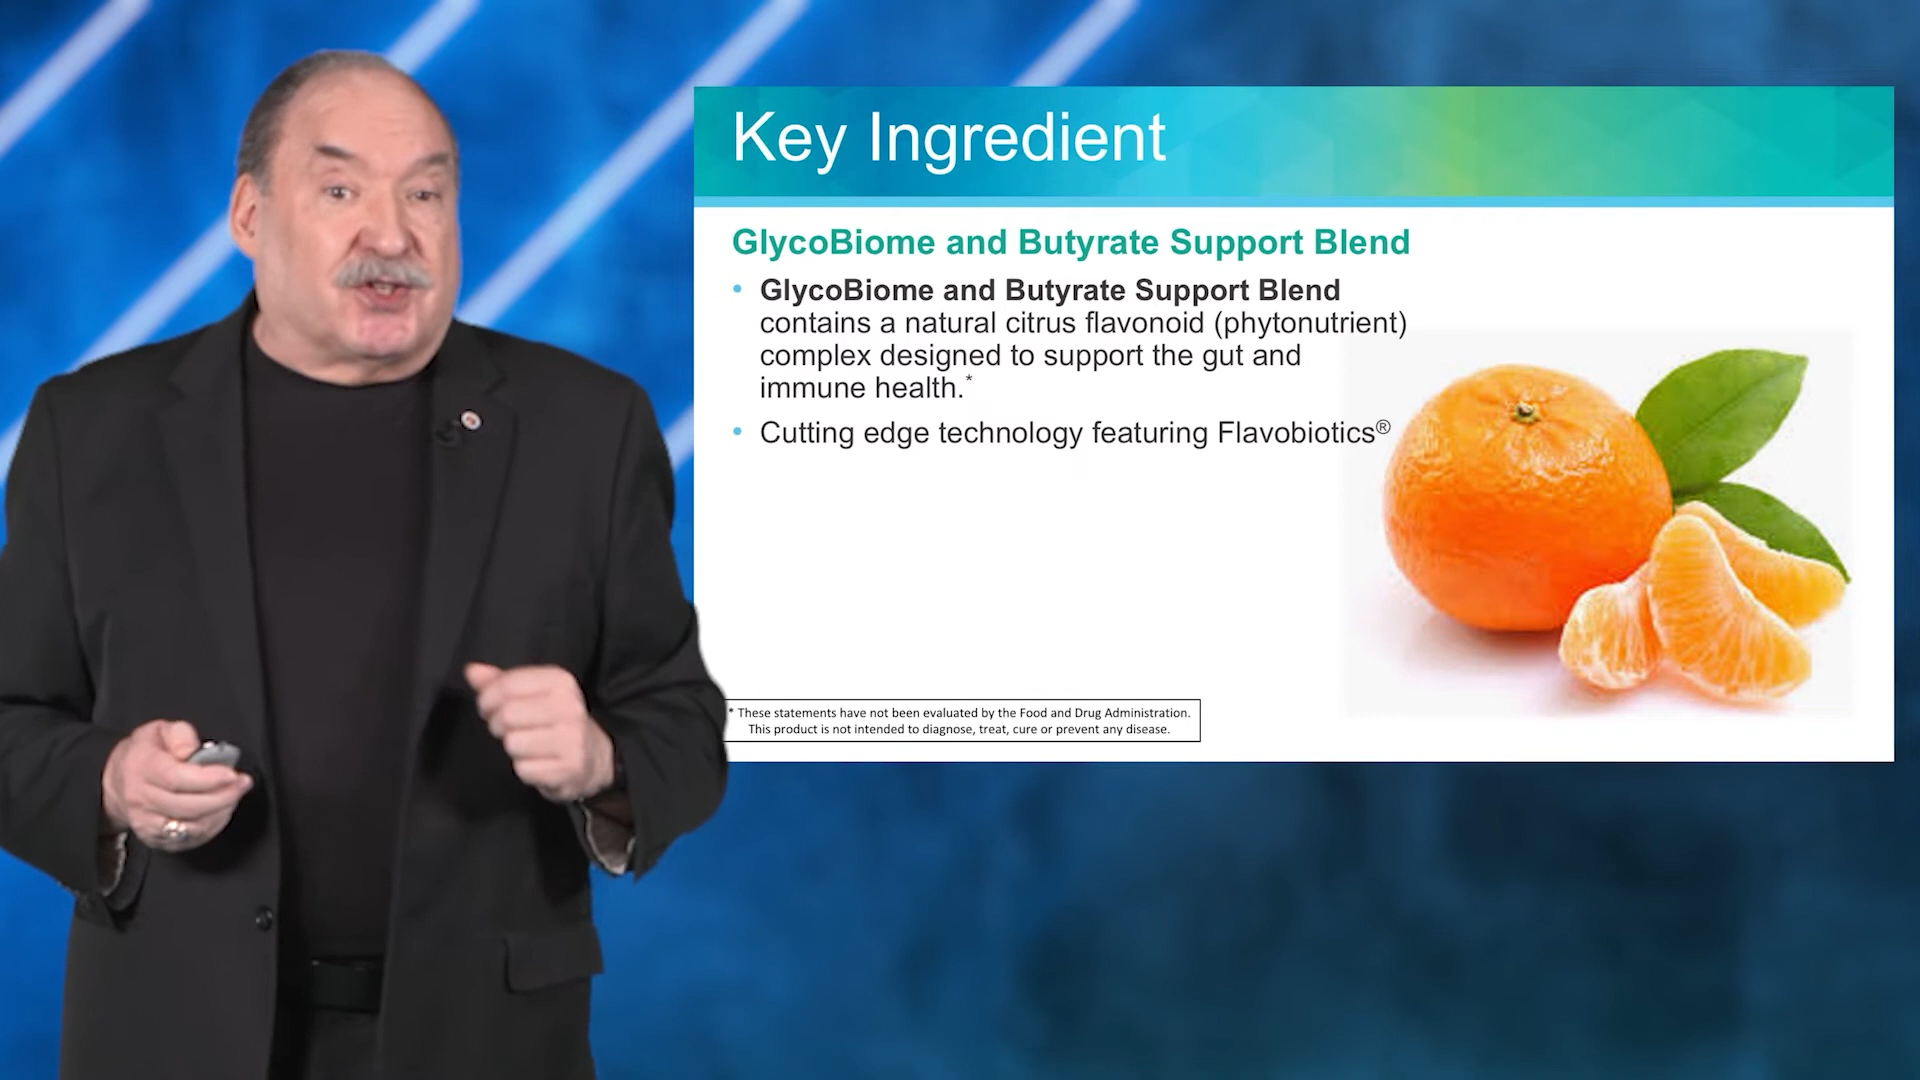 Key Ingredient
GlycoBiome and Butyrate Support Blend
• GlycoBiome and Butyrate Support Blend
contains a natural citrus flavonoid (phytonutrient)
complex designed to support the gut and
immune health.*
• Cutting edge technology featuring Flavobiotics®
* These statements have not been evaluated by the Food and Drug Administration.
This product is not intended to diagnose, treat, cure or prevent any disease.